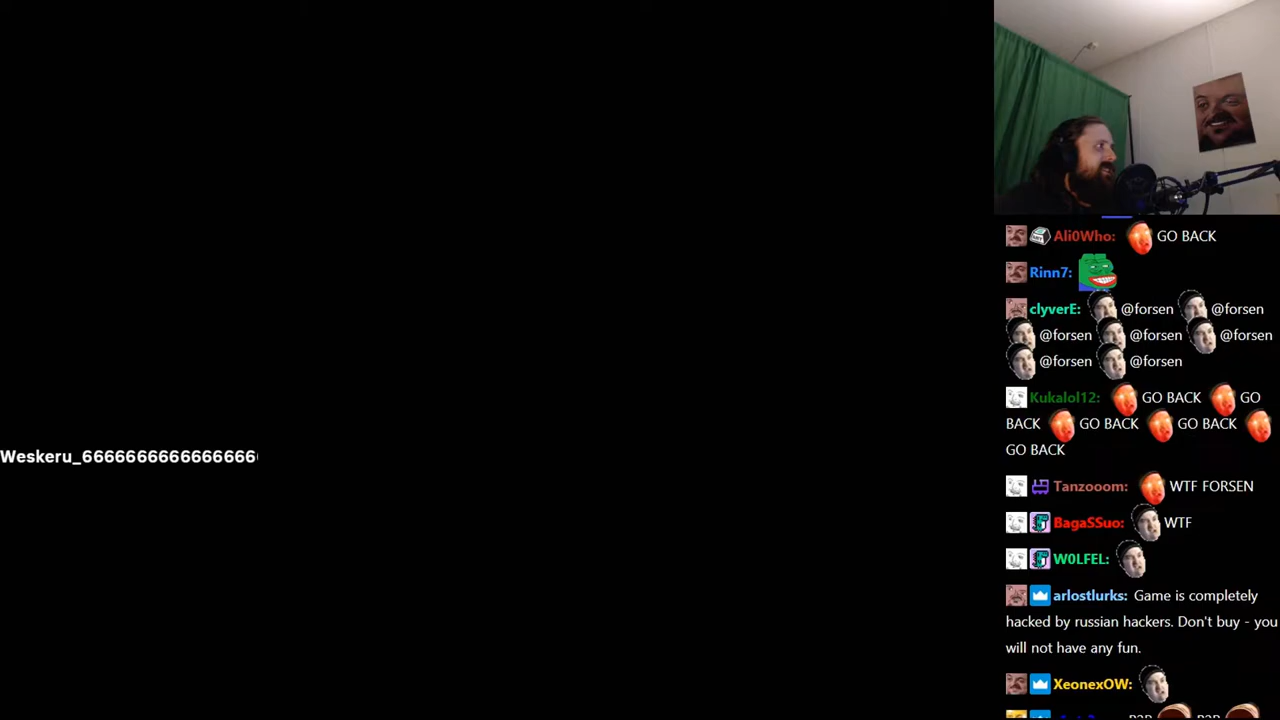 Ali0Who: GO BACK
Rinn7:
clyverE: @forsen @forsen
@forsen @forsen @forsen
@forsen @forsen
Kukalol12: GO BACK GO
BACK GO BACK GO BACK
GO BACK
Weskeru_6666666666666666
Tanzooom: WTF FORSEN
BagaSSuo: WTF
W0LFEL:
arlostlurks: Game is completely
hacked by russian hackers. Don't buy - you
will not have any fun.
XeonexOW: